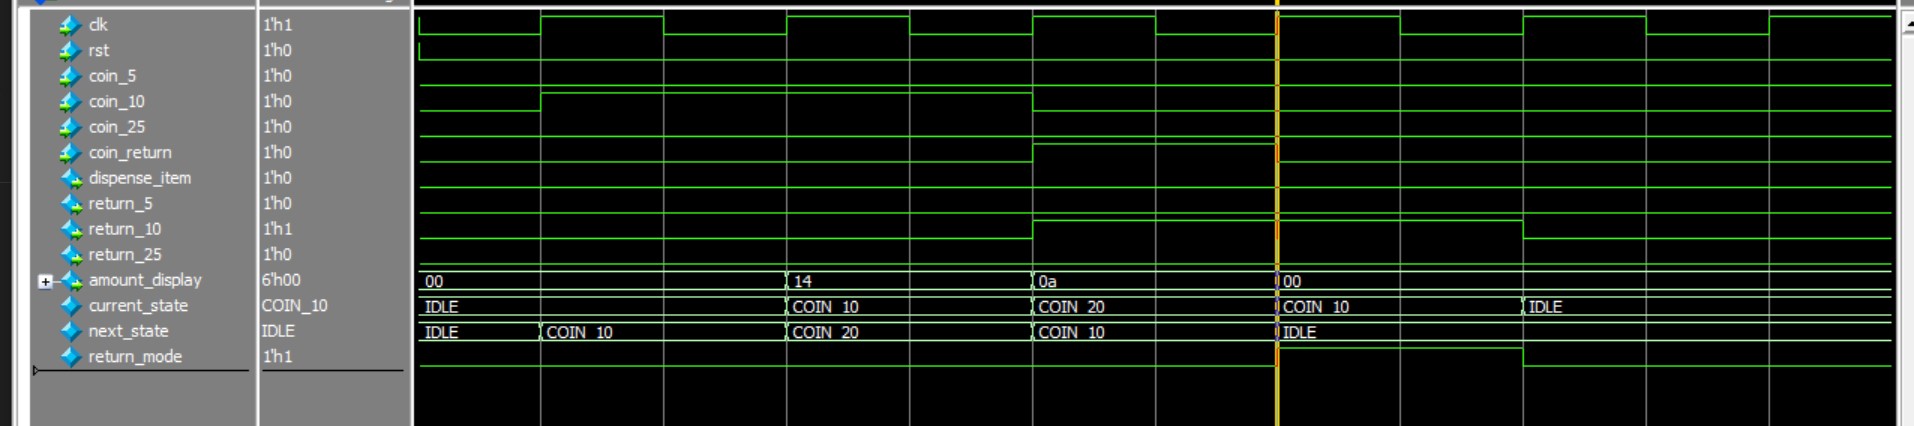 clk 1'h1
rst 1'h0
coin_5 1'h0
coin_10 1'h0
coin_25 1'h0
coin_return 1'h0
dispense_item 1'h0
return_5 1'h0
return_10 1'h1
return_25 1'h0
amount_display 6'h00 00 14 0a 00
current_state COIN_10 IDLE COIN_10 COIN_20 COIN_10 IDLE
next_state IDLE IDLE COIN_10 COIN_20 COIN_10 IDLE
return_mode 1'h1